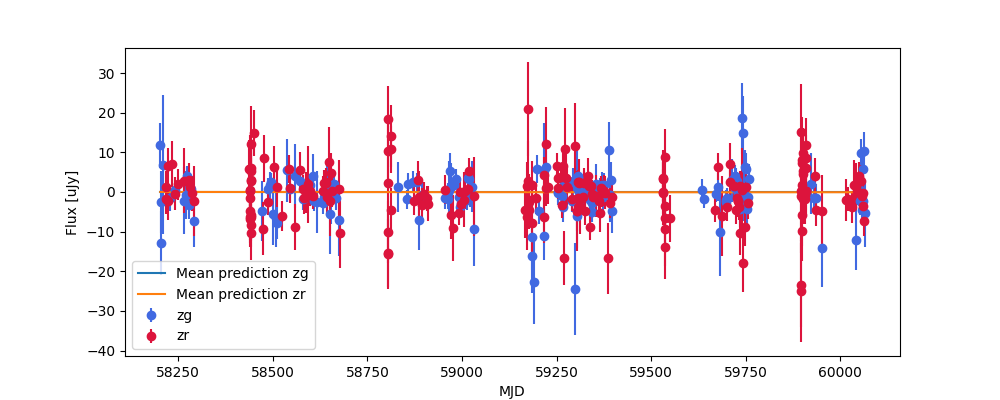 30
20
10
0
−10
−20
−30
−40
Flux [uJy]
Mean prediction zg
Mean prediction zr
zg
zr
58250 58500 58750 59000 59250 59500 59750 60000
MJD